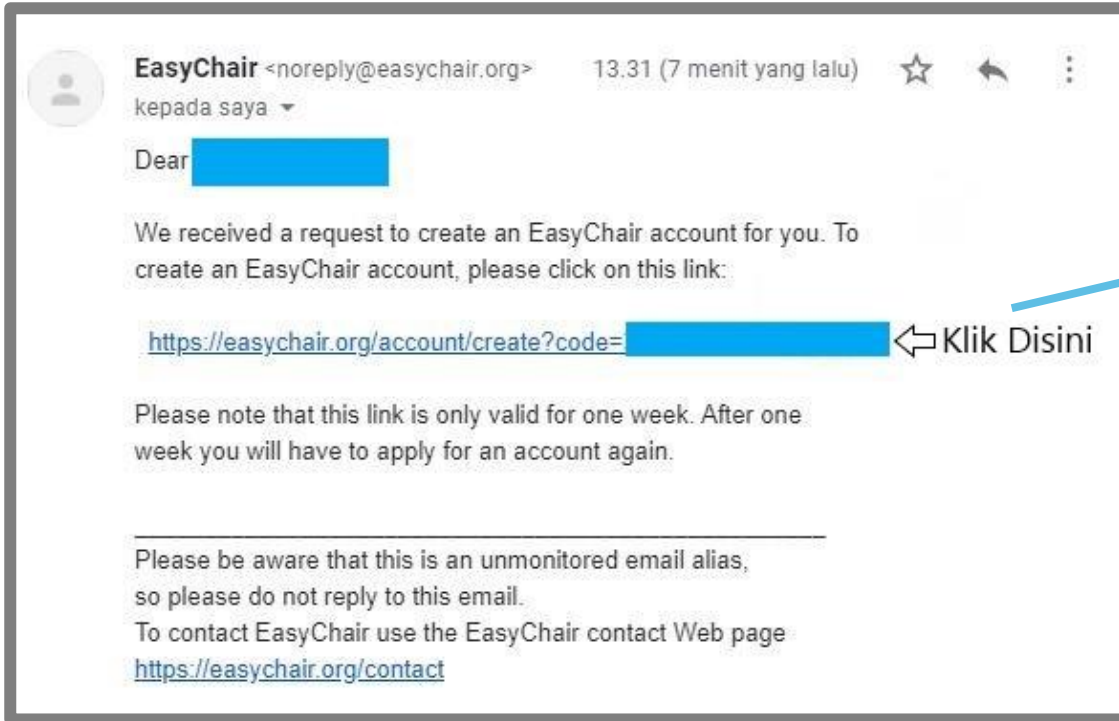 EasyChair <noreply@easychair.org> 13.31 (7 menit yang lalu)
kepada saya
Dear
We received a request to create an EasyChair account for you. To
create an EasyChair account, please click on this link:
https://easychair.org/account/create?code= Klik Disini
Please note that this link is only valid for one week. After one
week you will have to apply for an account again.
Please be aware that this is an unmonitored email alias,
so please do not reply to this email.
To contact EasyChair use the EasyChair contact Web page
https://easychair.org/contact